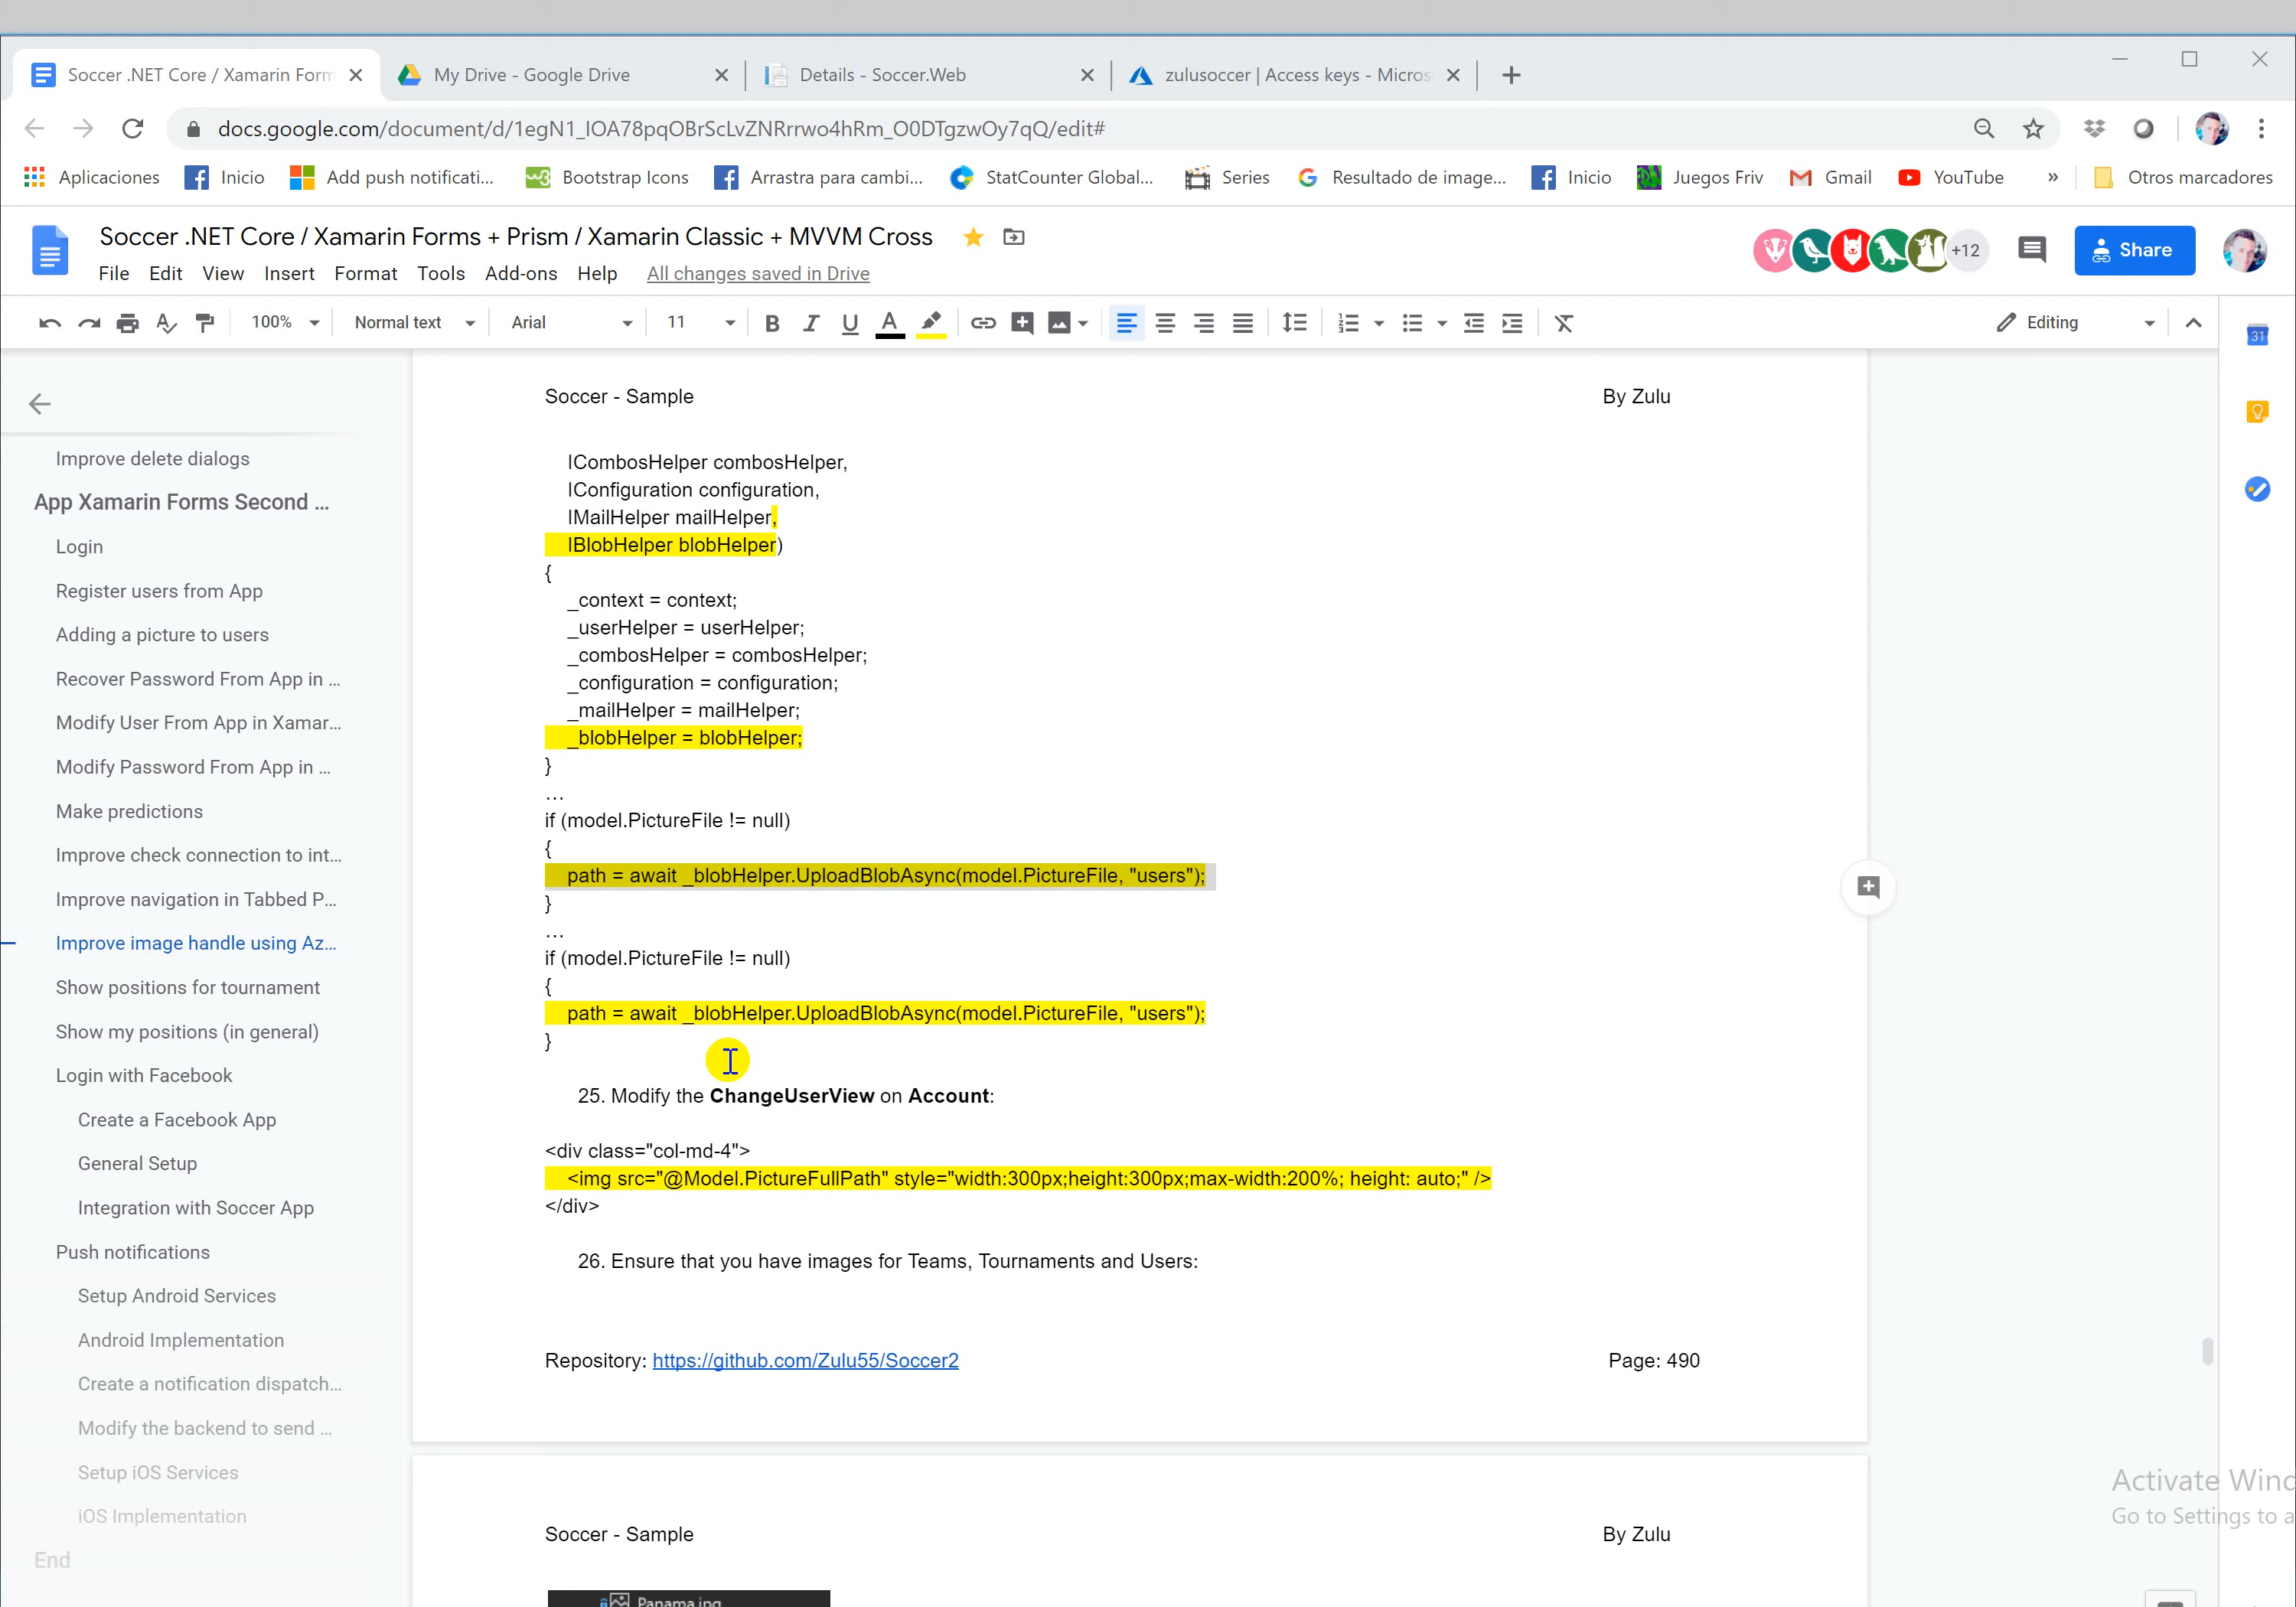 Soccer .NET Core / Xamarin Form
My Drive - Google Drive
Details - Soccer.Web
zulusoccer | Access keys - Micros
docs.google.com/document/d/1egN1_IOA78pqOBrScLvZNRrrwo4hRm_O0DTgzwOy7qQ/edit#
Aplicaciones
Inicio
Add push notificati...
Bootstrap Icons
Arrastra para cambi...
StatCounter Global...
Series
Resultado de image...
Inicio
Juegos Friv
Gmail
YouTube
»
Otros marcadores
Soccer .NET Core / Xamarin Forms + Prism / Xamarin Classic + MVVM Cross
File Edit View Insert Format Tools Add-ons Help All changes saved in Drive
+12
Share
100% Normal text Arial 11 B I U A
Editing
31
Improve delete dialogs
App Xamarin Forms Second ...
Login
Register users from App
Adding a picture to users
Recover Password From App in ...
Modify User From App in Xamar...
Modify Password From App in ...
Make predictions
Improve check connection to int...
Improve navigation in Tabbed P...
Improve image handle using Az...
Show positions for tournament
Show my positions (in general)
Login with Facebook
Create a Facebook App
General Setup
Integration with Soccer App
Push notifications
Setup Android Services
Android Implementation
Create a notification dispatch...
Modify the backend to send ...
Setup iOS Services
iOS Implementation
End
Soccer - Sample By Zulu
ICombosHelper combosHelper,
IConfiguration configuration,
IMailHelper mailHelper,
IBlobHelper blobHelper)
{
_context = context;
_userHelper = userHelper;
_combosHelper = combosHelper;
_configuration = configuration;
_mailHelper = mailHelper;
_blobHelper = blobHelper;
}
...
if (model.PictureFile != null)
{
path = await _blobHelper.UploadBlobAsync(model.PictureFile, "users");
}
...
if (model.PictureFile != null)
{
path = await _blobHelper.UploadBlobAsync(model.PictureFile, "users");
}
25. Modify the ChangeUserView on Account:
<div class="col-md-4">
<img src="@Model.PictureFullPath" style="width:300px;height:300px;max-width:200%; height: auto;" />
</div>
26. Ensure that you have images for Teams, Tournaments and Users:
Repository: https://github.com/Zulu55/Soccer2 Page: 490
Soccer - Sample By Zulu
Panama.jpg
Activate Winc
Go to Settings to a